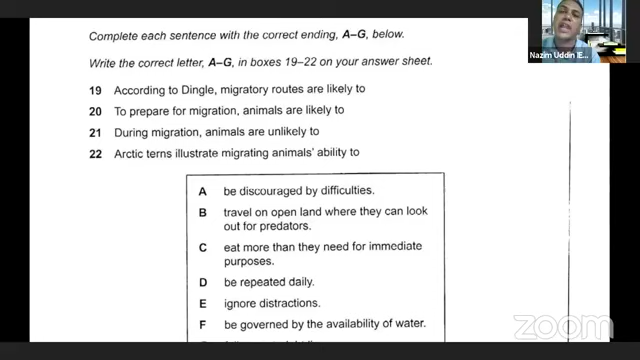 Complete each sentence with the correct ending, A–G, below.
Write the correct letter, A–G, in boxes 19–22 on your answer sheet.
19 According to Dingle, migratory routes are likely to
20 To prepare for migration, animals are likely to
21 During migration, animals are unlikely to
22 Arctic terns illustrate migrating animals' ability to
A be discouraged by difficulties.
B travel on open land where they can look
out for predators.
C eat more than they need for immediate
purposes.
D be repeated daily.
E ignore distractions.
F be governed by the availability of water.
Nazim Uddin IE...
zoom